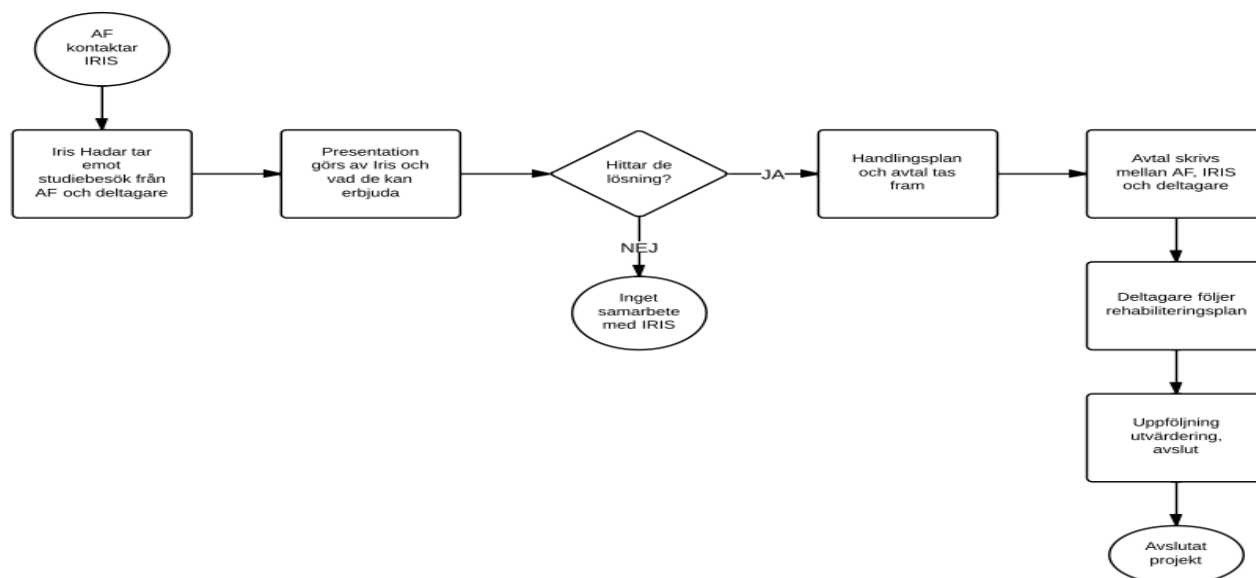 AF
kontaktar
IRIS
Iris Hadar tar
emot
studiebesök från
AF och deltagare
Presentation
görs av Iris och
vad de kan
erbjuda
Hittar de
lösning?
JA
Handlingsplan
och avtal tas
fram
Avtal skrivs
mellan AF, IRIS
och deltagare
NEJ
Inget
samarbete
med IRIS
Deltagare följer
rehabiliteringsplan
Uppföljning
utvärdering,
avslut
Avslutat
projekt